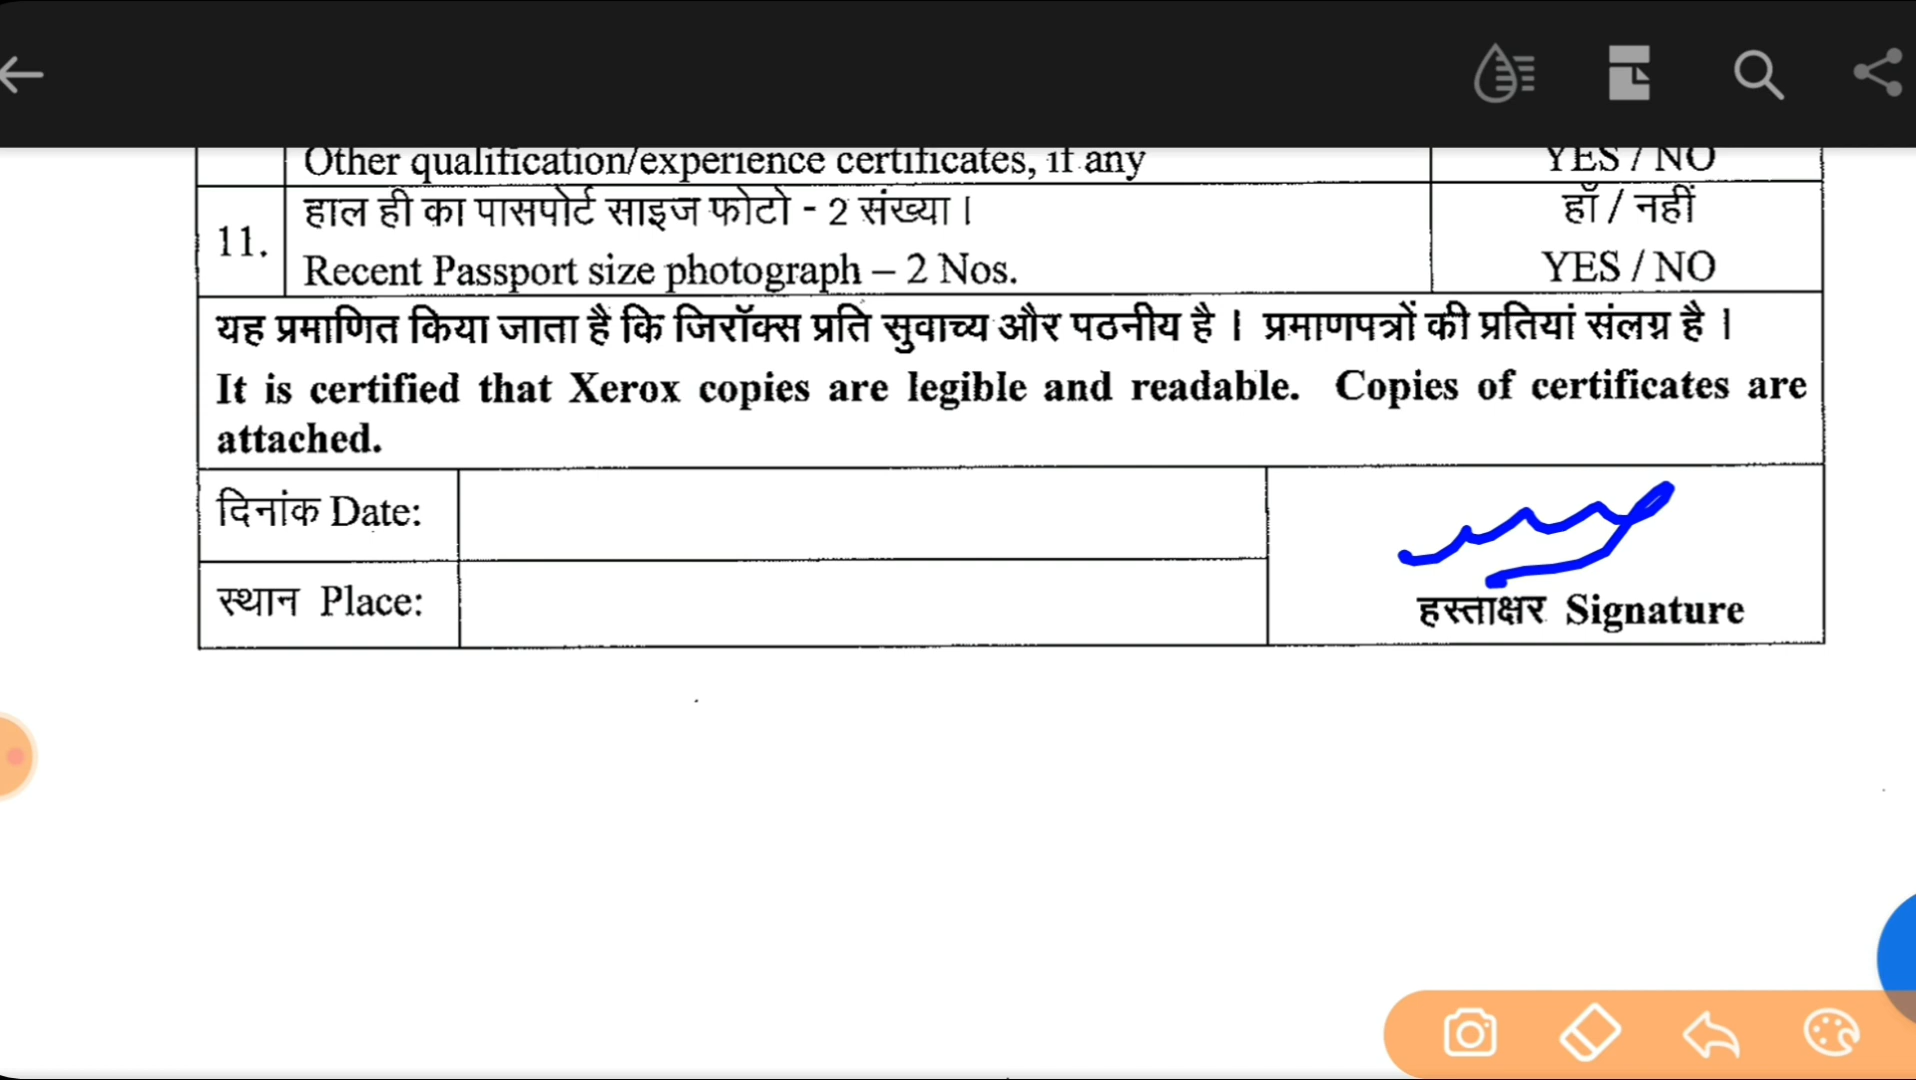 Other qualification/experience certificates, if any YES / NO
हाल ही का पासपोर्ट साइज फोटो - 2 संख्या । हाँ / नहीं
11.
Recent Passport size photograph – 2 Nos. YES / NO
यह प्रमाणित किया जाता है कि जिरॉक्स प्रति सुवाच्य और पठनीय है । प्रमाणपत्रों की प्रतियां संलग्न है ।
It is certified that Xerox copies are legible and readable. Copies of certificates are
attached.
दिनांक Date:
स्थान Place:
हस्ताक्षर Signature